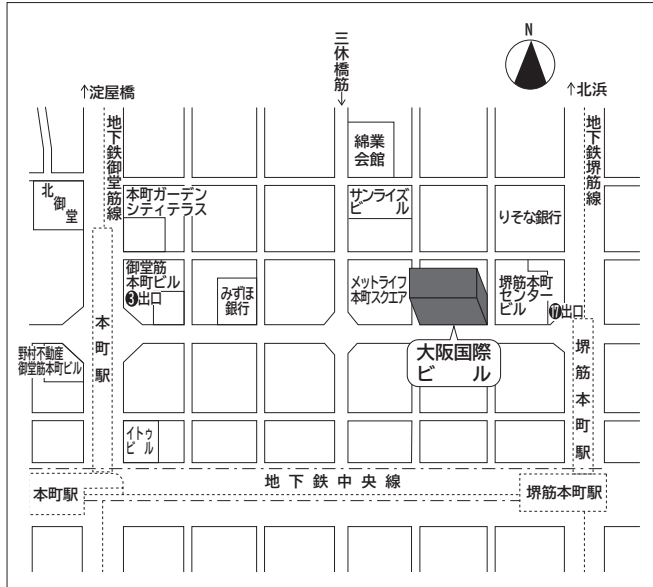 三休橋筋
↓
N
↑淀屋橋
↑北浜
地下鉄御堂筋線
地下鉄堺筋線
綿業
会館
北御堂
本町ガーデン
シティテラス
サンライズ
ビル
りそな銀行
御堂筋
本町ビル
❸出口
みずほ
銀行
メットライフ
本町スクエア
堺筋本町
センター
ビル
⓱出口
本町駅
野村不動産
御堂筋本町ビル
大阪国際
ビル
堺筋本町駅
イトゥ
ビル
地下鉄中央線
本町駅
堺筋本町駅